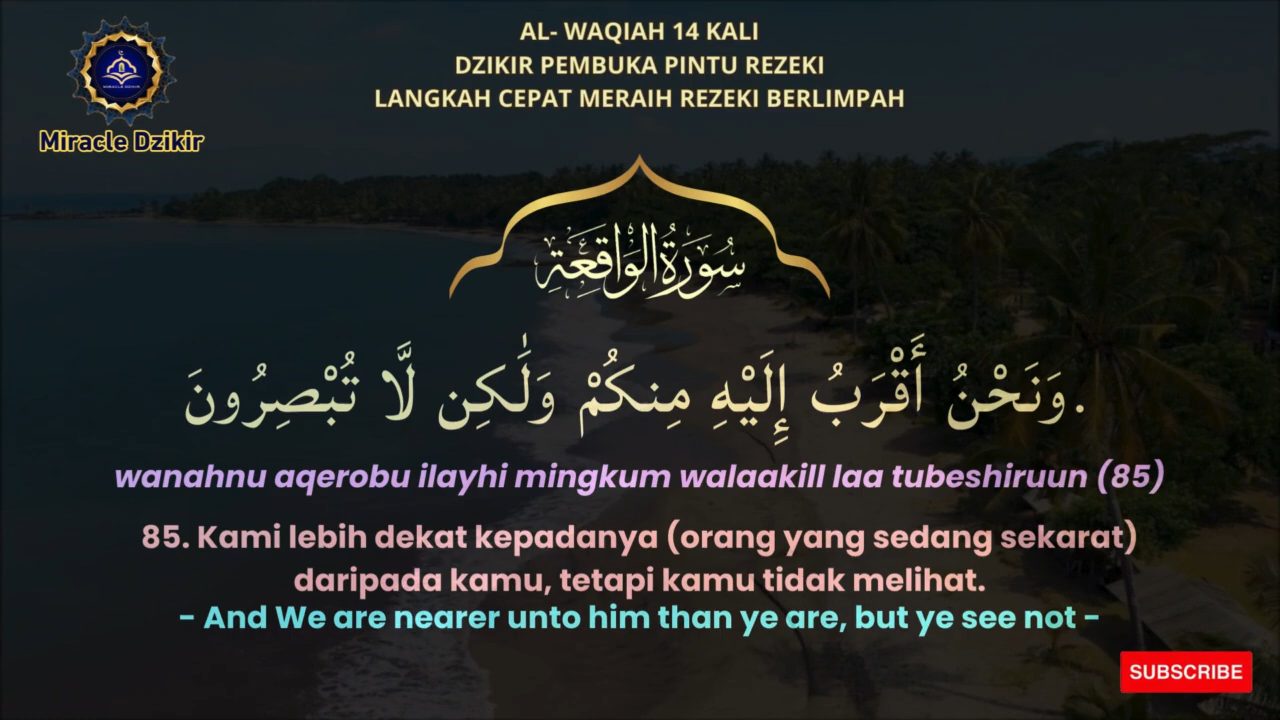 AL- WAQIAH 14 KALI
DZIKIR PEMBUKA PINTU REZEKI
LANGKAH CEPAT MERAIH REZEKI BERLIMPAH
MIRACLE DZIKIR
Miracle Dzikir
سُورَةُ الْوَاقِعَةِ
وَنَحْنُ أَقْرَبُ إِلَيْهِ مِنكُمْ وَلَٰكِن لَّا تُبْصِرُونَ.
wanahnu aqerobu ilayhi mingkum walaakill laa tubeshiruun (85)
85. Kami lebih dekat kepadanya (orang yang sedang sekarat)
daripada kamu, tetapi kamu tidak melihat.
- And We are nearer unto him than ye are, but ye see not -
SUBSCRIBE